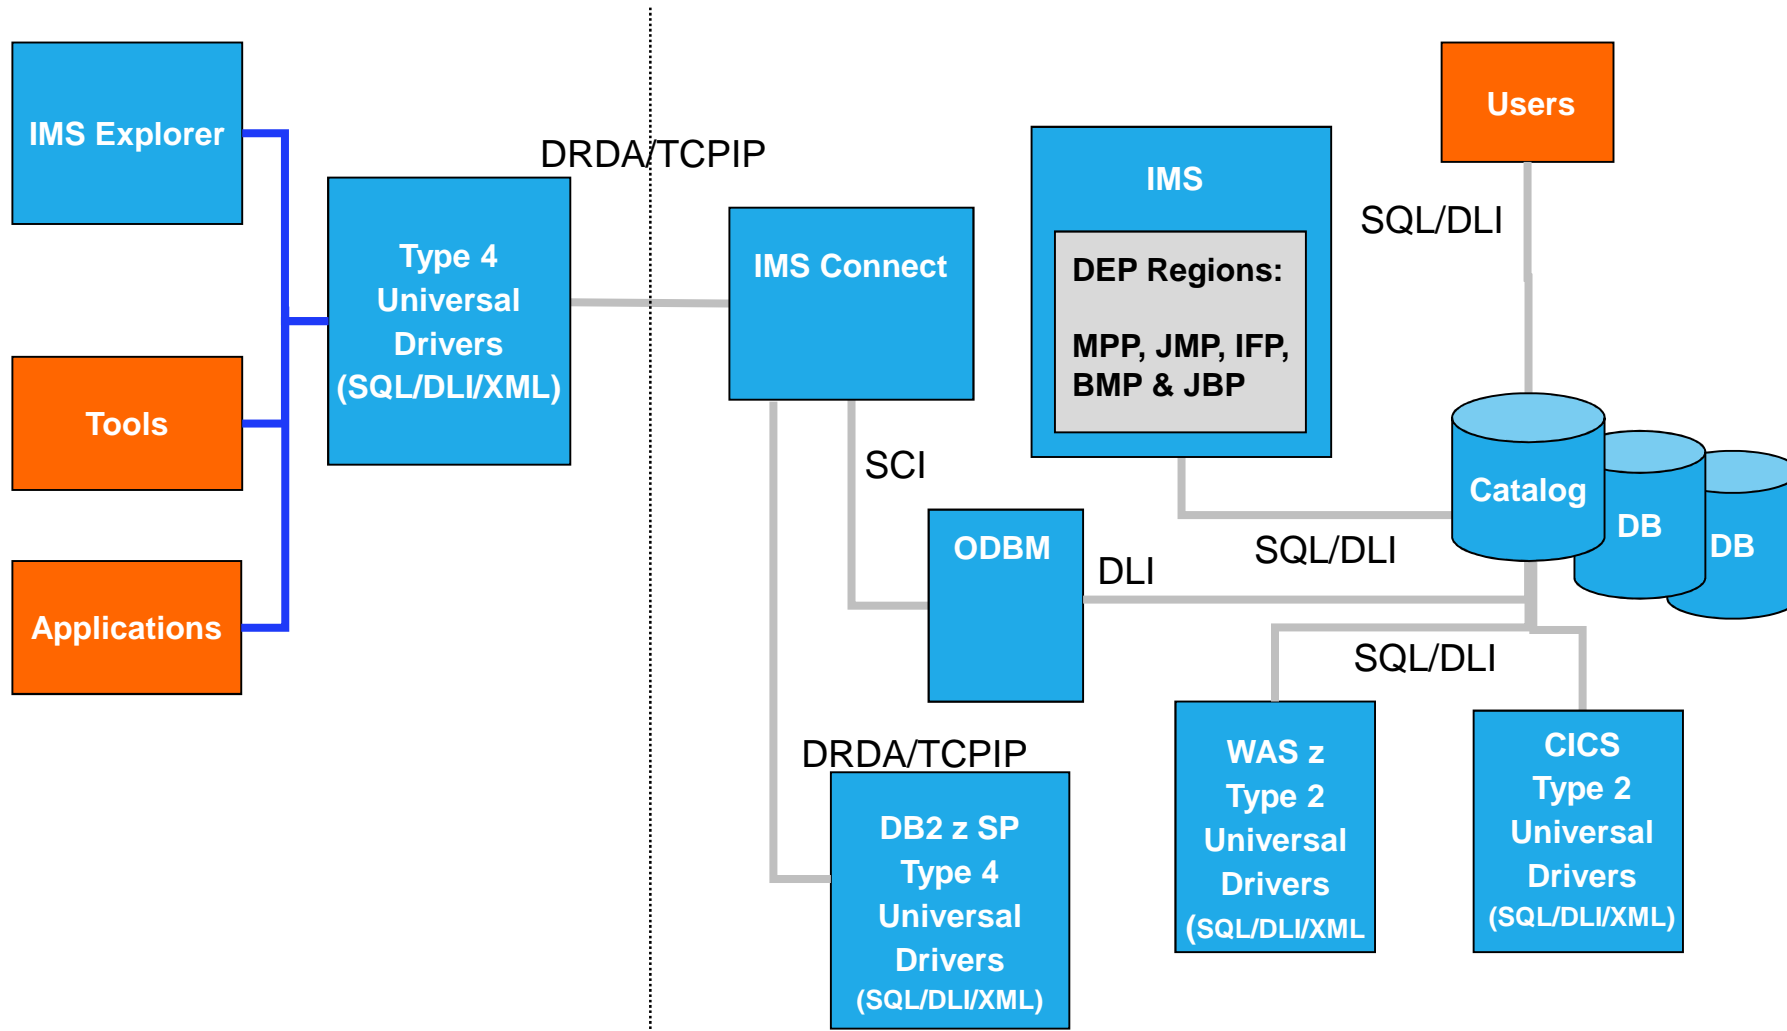 IMS Explorer
Tools
Applications
Type 4
Universal
Drivers
(SQL/DLI/XML)
DRDA/TCPIP
IMS Connect
SCI
ODBM
DLI
DRDA/TCPIP
DB2 z SP
Type 4
Universal
Drivers
(SQL/DLI/XML)
IMS
DEP Regions:
MPP, JMP, IFP,
BMP & JBP
SQL/DLI
Users
SQL/DLI
Catalog
DB
DB
SQL/DLI
WAS z
Type 2
Universal
Drivers
(SQL/DLI/XML
CICS
Type 2
Universal
Drivers
(SQL/DLI/XML)